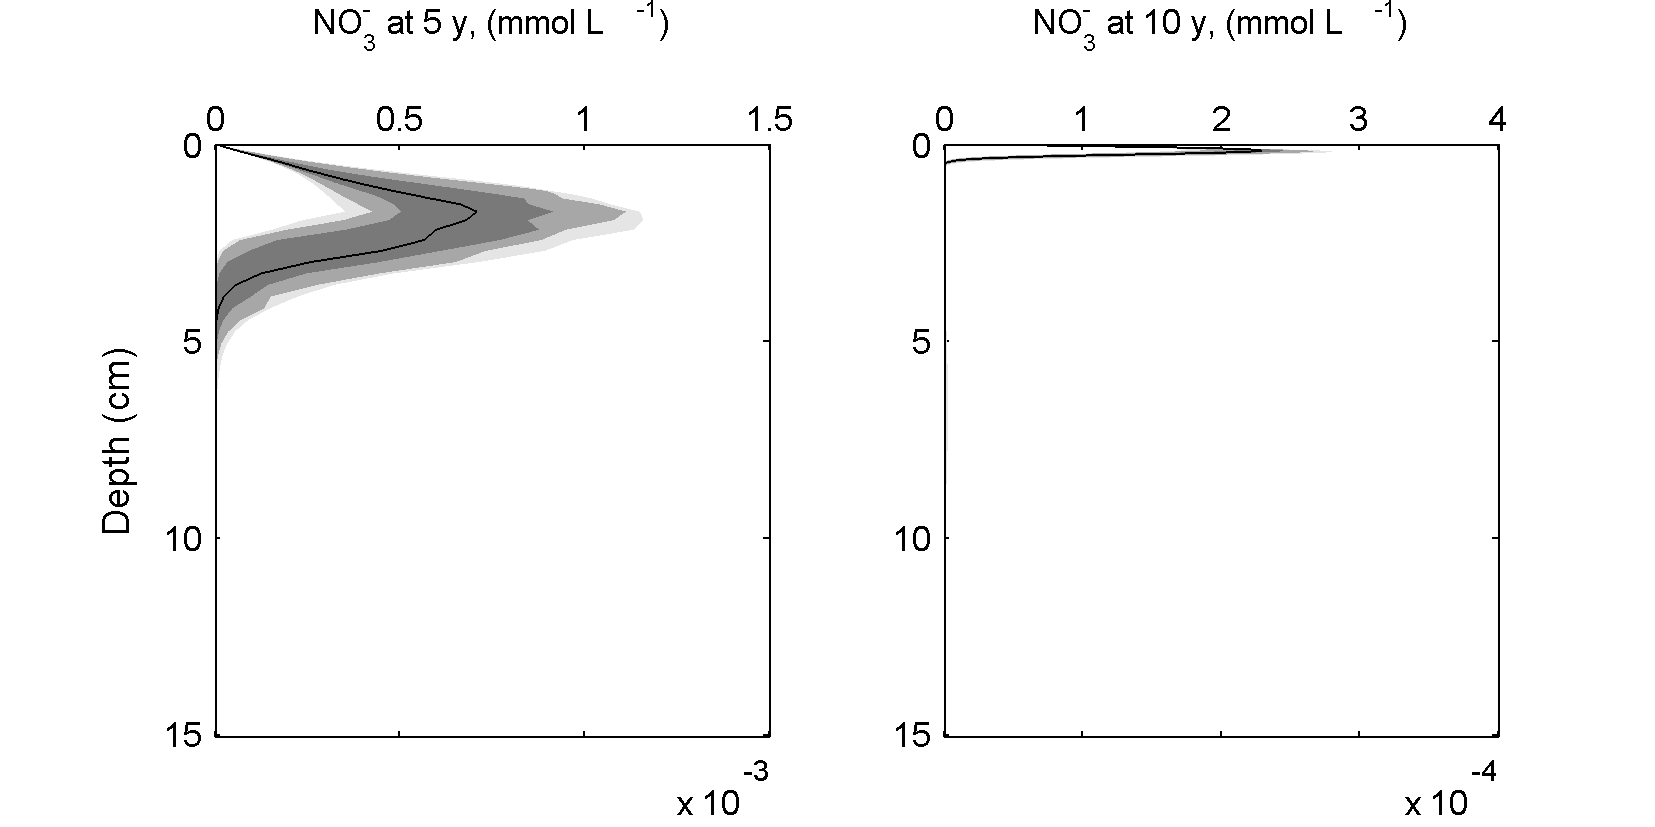 NO₃⁻ at 5 y, (mmol L ⁻¹)
0 0.5 1 1.5
0
5
10
15
Depth (cm)
-3
x 10
NO₃⁻ at 10 y, (mmol L ⁻¹)
0 1 2 3 4
0
5
10
15
-4
x 10